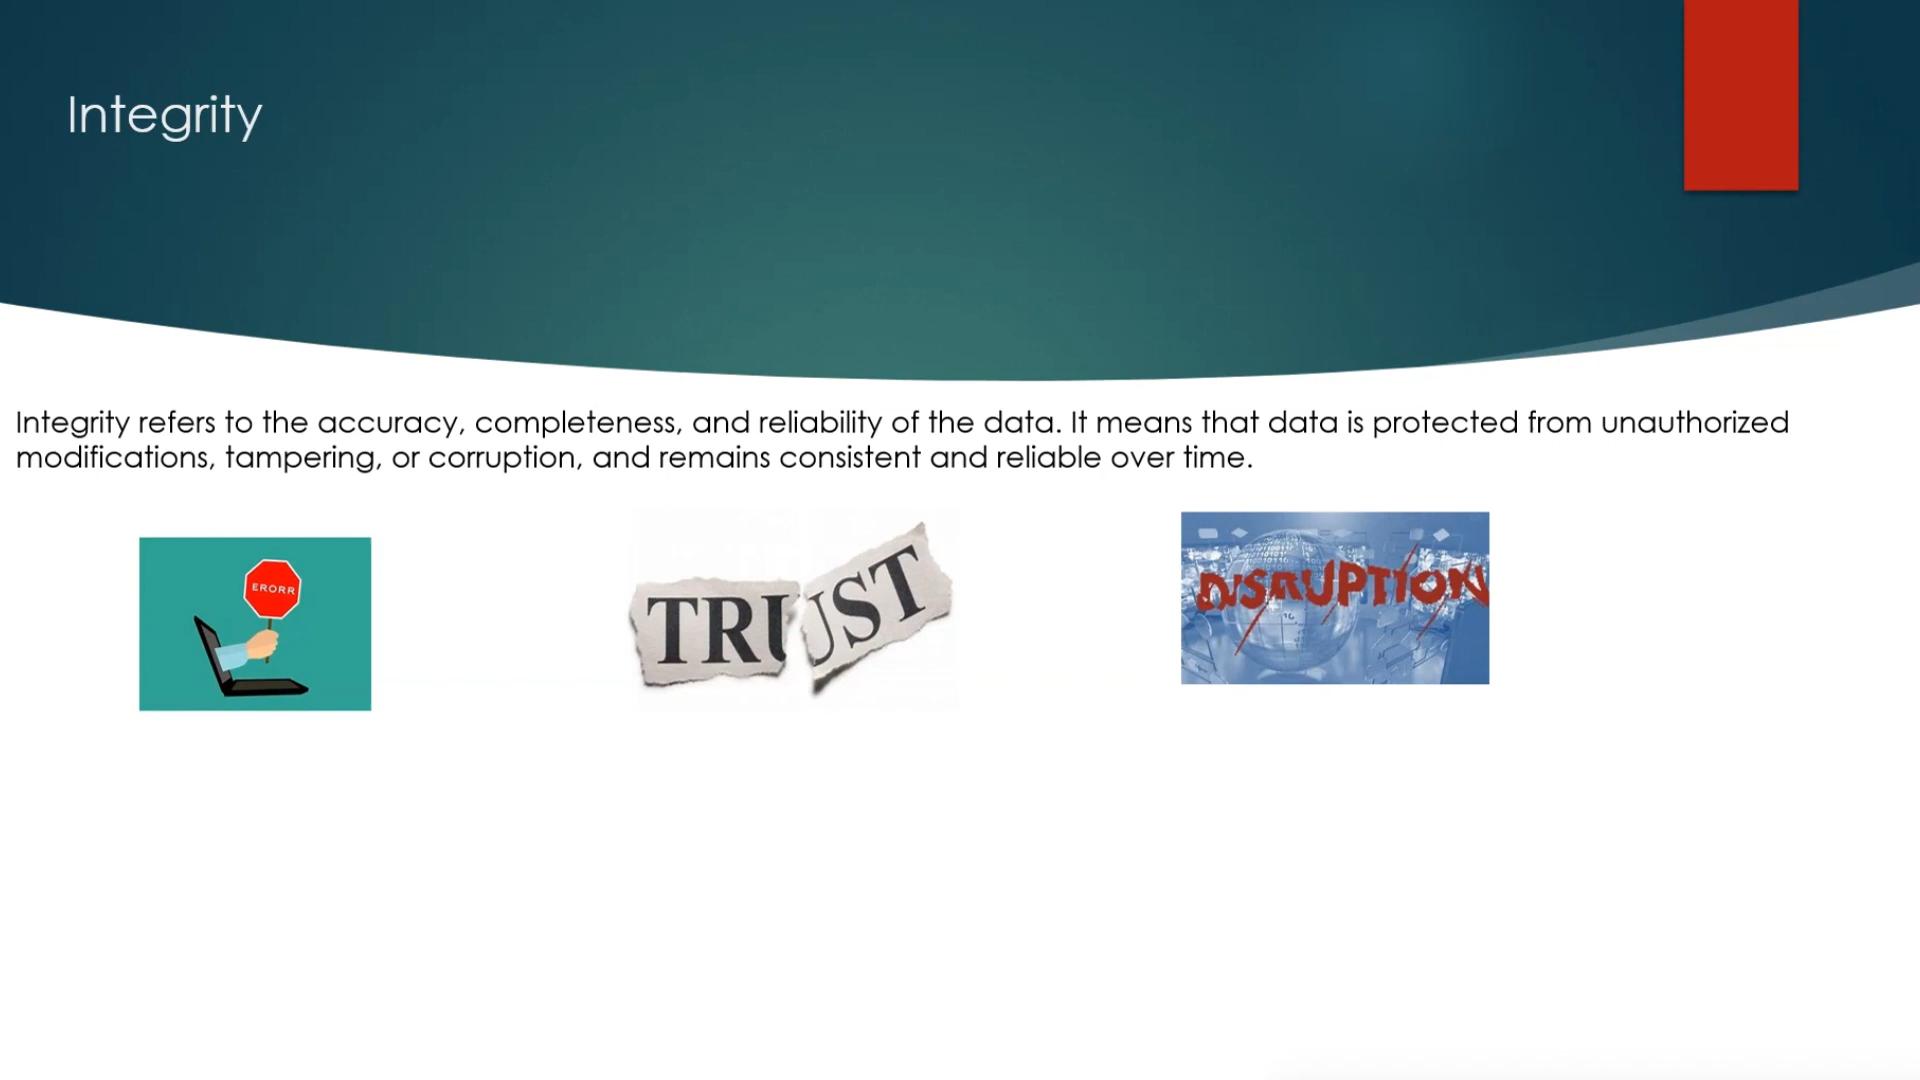 Integrity
Integrity refers to the accuracy, completeness, and reliability of the data. It means that data is protected from unauthorized
modifications, tampering, or corruption, and remains consistent and reliable over time.
ERORR
TRUST
DISRUPTION